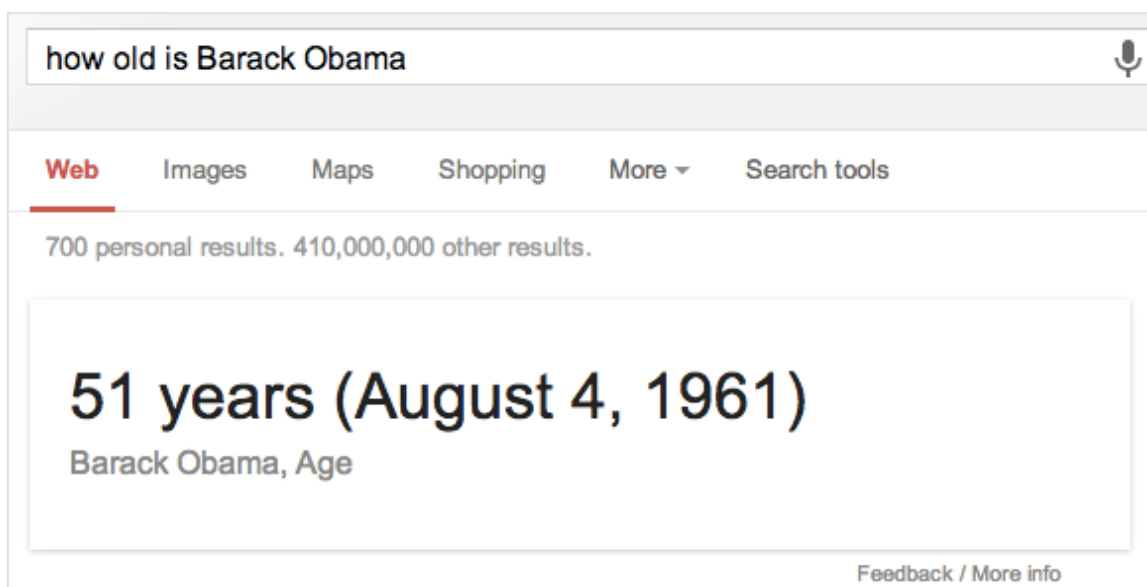 how old is Barack Obama
Web Images Maps Shopping More Search tools
700 personal results. 410,000,000 other results.
51 years (August 4, 1961)
Barack Obama, Age
Feedback / More info